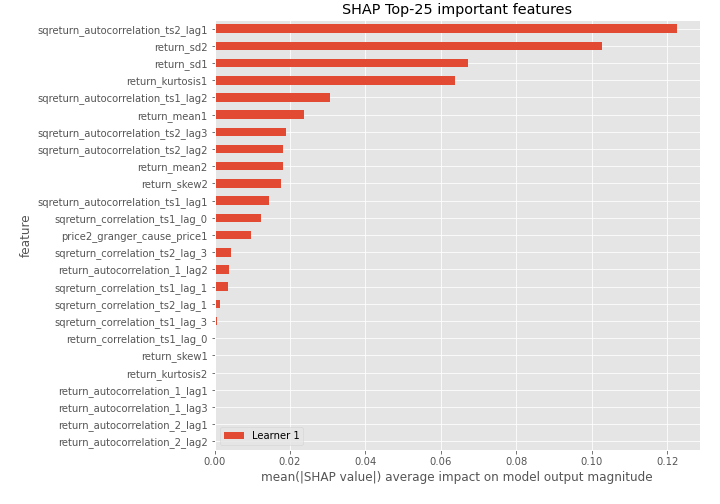 SHAP Top-25 important features
sqreturn_autocorrelation_ts2_lag1
return_sd2
return_sd1
return_kurtosis1
sqreturn_autocorrelation_ts1_lag2
return_mean1
sqreturn_autocorrelation_ts2_lag3
sqreturn_autocorrelation_ts2_lag2
return_mean2
return_skew2
sqreturn_autocorrelation_ts1_lag1
sqreturn_correlation_ts1_lag_0
price2_granger_cause_price1
sqreturn_correlation_ts2_lag_3
return_autocorrelation_1_lag2
sqreturn_correlation_ts1_lag_1
sqreturn_correlation_ts2_lag_1
sqreturn_correlation_ts1_lag_3
return_correlation_ts1_lag_0
return_skew1
return_kurtosis2
return_autocorrelation_1_lag1
return_autocorrelation_1_lag3
return_autocorrelation_2_lag1
return_autocorrelation_2_lag2
feature
Learner 1
0.00 0.02 0.04 0.06 0.08 0.10 0.12
mean(|SHAP value|) average impact on model output magnitude